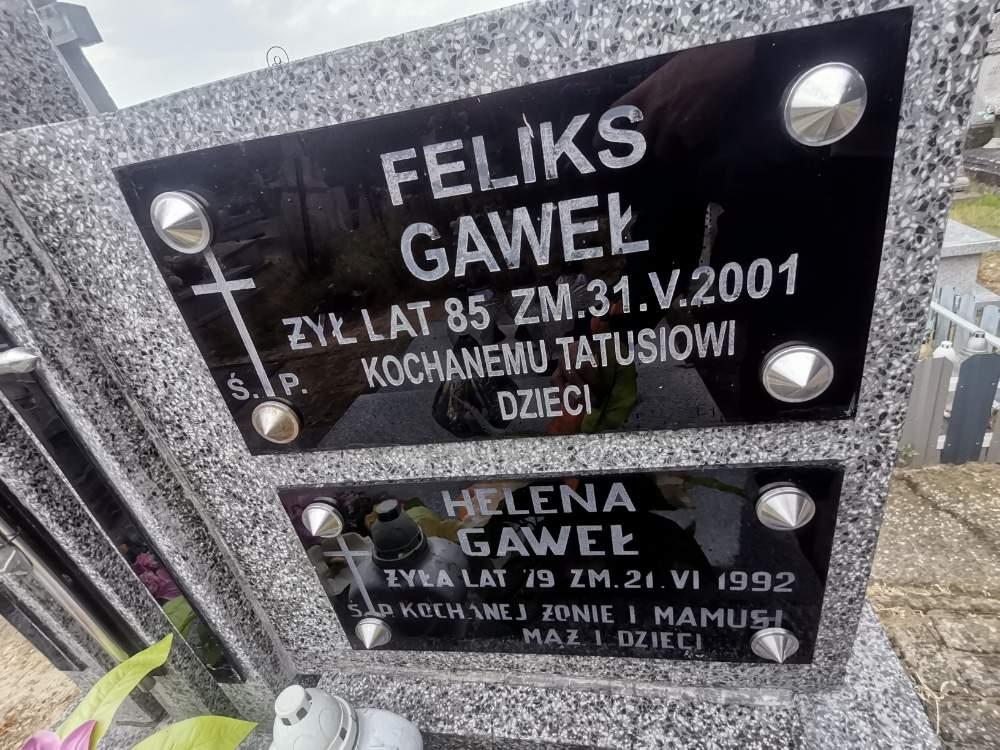 FELIKS
GAWEŁ
ŻYŁ LAT 85 ZM.31.V.2001
KOCHANEMU TATUSIOWI
Ś.P.
DZIECI
HELENA
GAWEŁ
ŻYŁA LAT 79 ZM.21.VI 1992
Ś.P KOCHANEJ ŻONIE I MAMUSI
MĄŻ I DZIECI